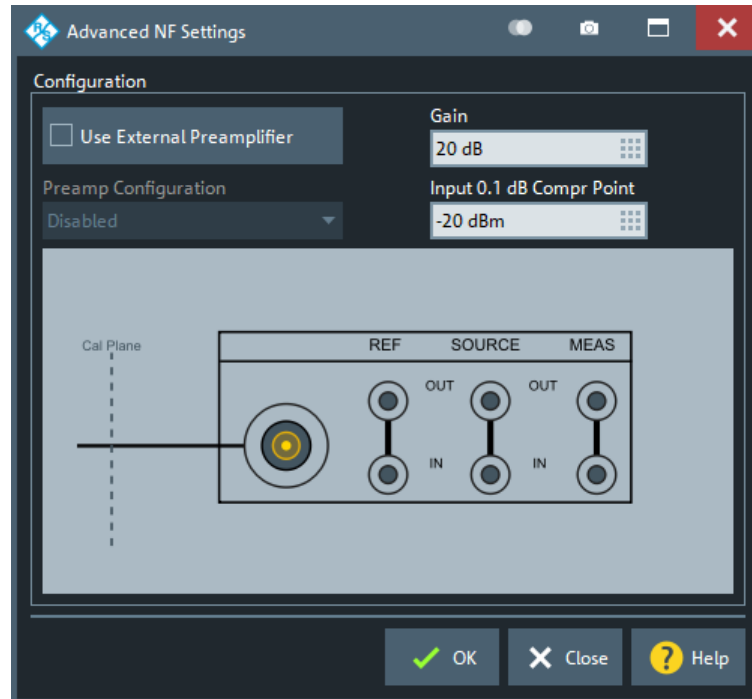 Advanced NF Settings
Configuration
Use External Preamplifier
Gain
20 dB
Preamp Configuration
Disabled
Input 0.1 dB Compr Point
-20 dBm
Cal Plane
REF SOURCE MEAS
OUT OUT
IN IN
OK Close ? Help